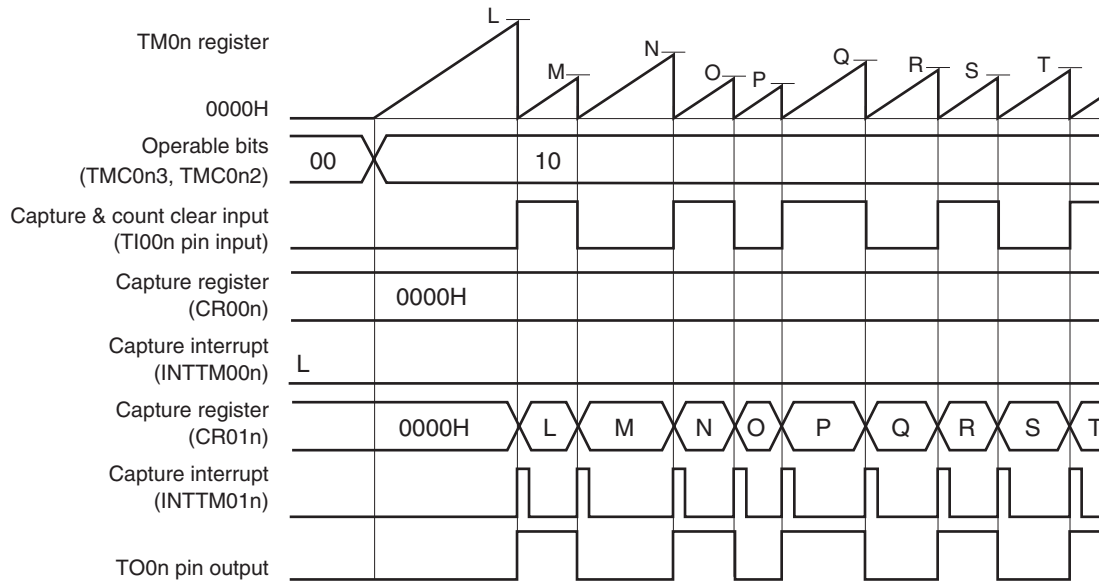 L
TM0n register
N
M
O
P
Q
R
S
T
0000H
Operable bits
(TMC0n3, TMC0n2)
00
10
Capture & count clear input
(TI00n pin input)
Capture register
(CR00n)
0000H
Capture interrupt
(INTTM00n)
L
Capture register
(CR01n)
0000H
L
M
N
O
P
Q
R
S
T
Capture interrupt
(INTTM01n)
TO0n pin output